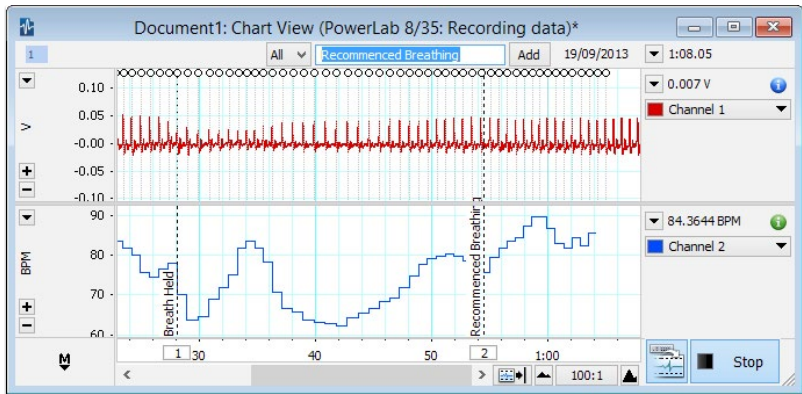 Document1: Chart View (PowerLab 8/35: Recording data)*
1 All Recommenced Breathing Add 19/09/2013 1:08.05
0.007 V
Channel 1
V
0.10
0.05
-0.00
-0.05
-0.10
84.3644 BPM
Channel 2
BPM
90
80
70
60
Breath Held
Recommenced Breathing
1 30 40 50 2 1:00
M
100:1
Stop